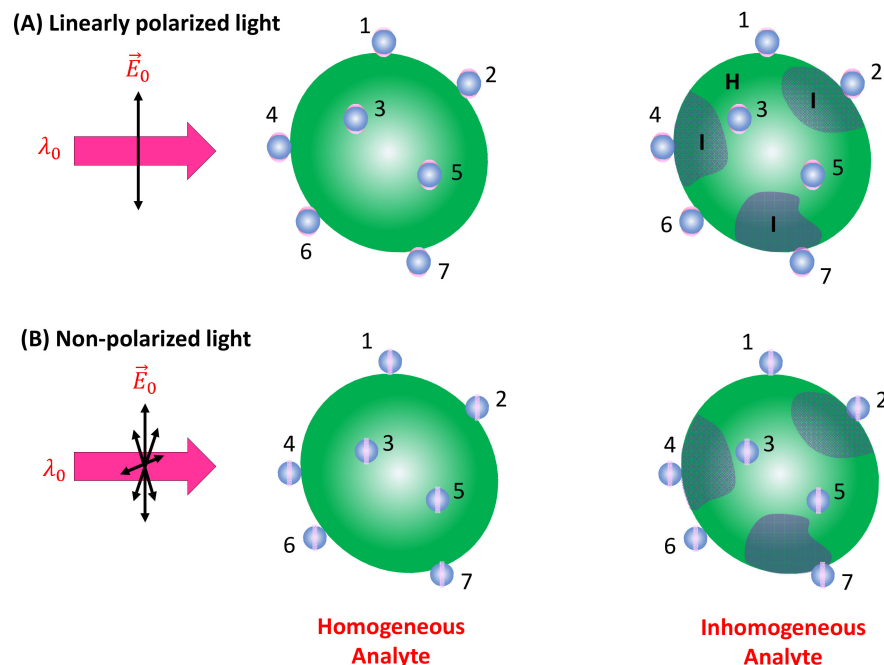 (A) Linearly polarized light
E⃗₀
λ₀
1
2
3
4
5
6
7
1
2
H
3
4
I
I
5
6
I
7
(B) Non-polarized light
E⃗₀
λ₀
1
2
3
4
5
6
7
1
2
3
4
5
6
7
Homogeneous
Analyte
Inhomogeneous
Analyte